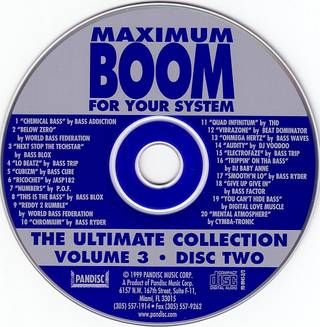 MAXIMUM
BOOM
FOR YOUR SYSTEM
1 "CHEMICAL BASS" by BASS ADDICTION
2 "BELOW ZERO"
by WORLD BASS FEDERATION
3 "NEXT STOP THE TECHSTAR"
by BASS BLOX
4 "LO BEATZ" by BASS TRIP
5 "CUBIZM" by BASS CUBE
6 "RICOCHET" by JASP102
7 "NUMBERS" by P.O.F.
8 "THIS IS THE BASS" by BASS BLOX
9 "REDDY 2 RUMBLE"
by WORLD BASS FEDERATION
10 "CHROMIUM" by BASS RYDER
11 "QUAD INFINITUM" by THD
12 "VIBRAZONE" by BEAT DOMINATOR
13 "OHMEGA HERTZ" by BASS WAVES
14 "AUDITY" by DJ VOODOO
15 "ELECTROFAZE" by BASS TRIP
16 "TRIPPIN' ON THA BASS"
by DJ BABY ANNE
17 "SMOOTH'N LO" by BASS RYDER
18 "GIVE UP GIVE IN"
by BASS FACTOR
19 "YOU CAN'T HIDE BASS"
by DIGITAL LOVE MUSCLE
20 "MENTAL ATMOSPHERE"
by CYMBA-TRONIC
THE ULTIMATE COLLECTION
VOLUME 3 • DISC TWO
PANDISC
© 1999 PANDISC MUSIC CORP.
A Product of Pandisc Music Corp.
6157 N.W. 167th Street, Suite F-11,
Miami, FL 33015
(305) 557-1914 • Fax (305) 557-9262
COMPACT
disc
DIGITAL AUDIO